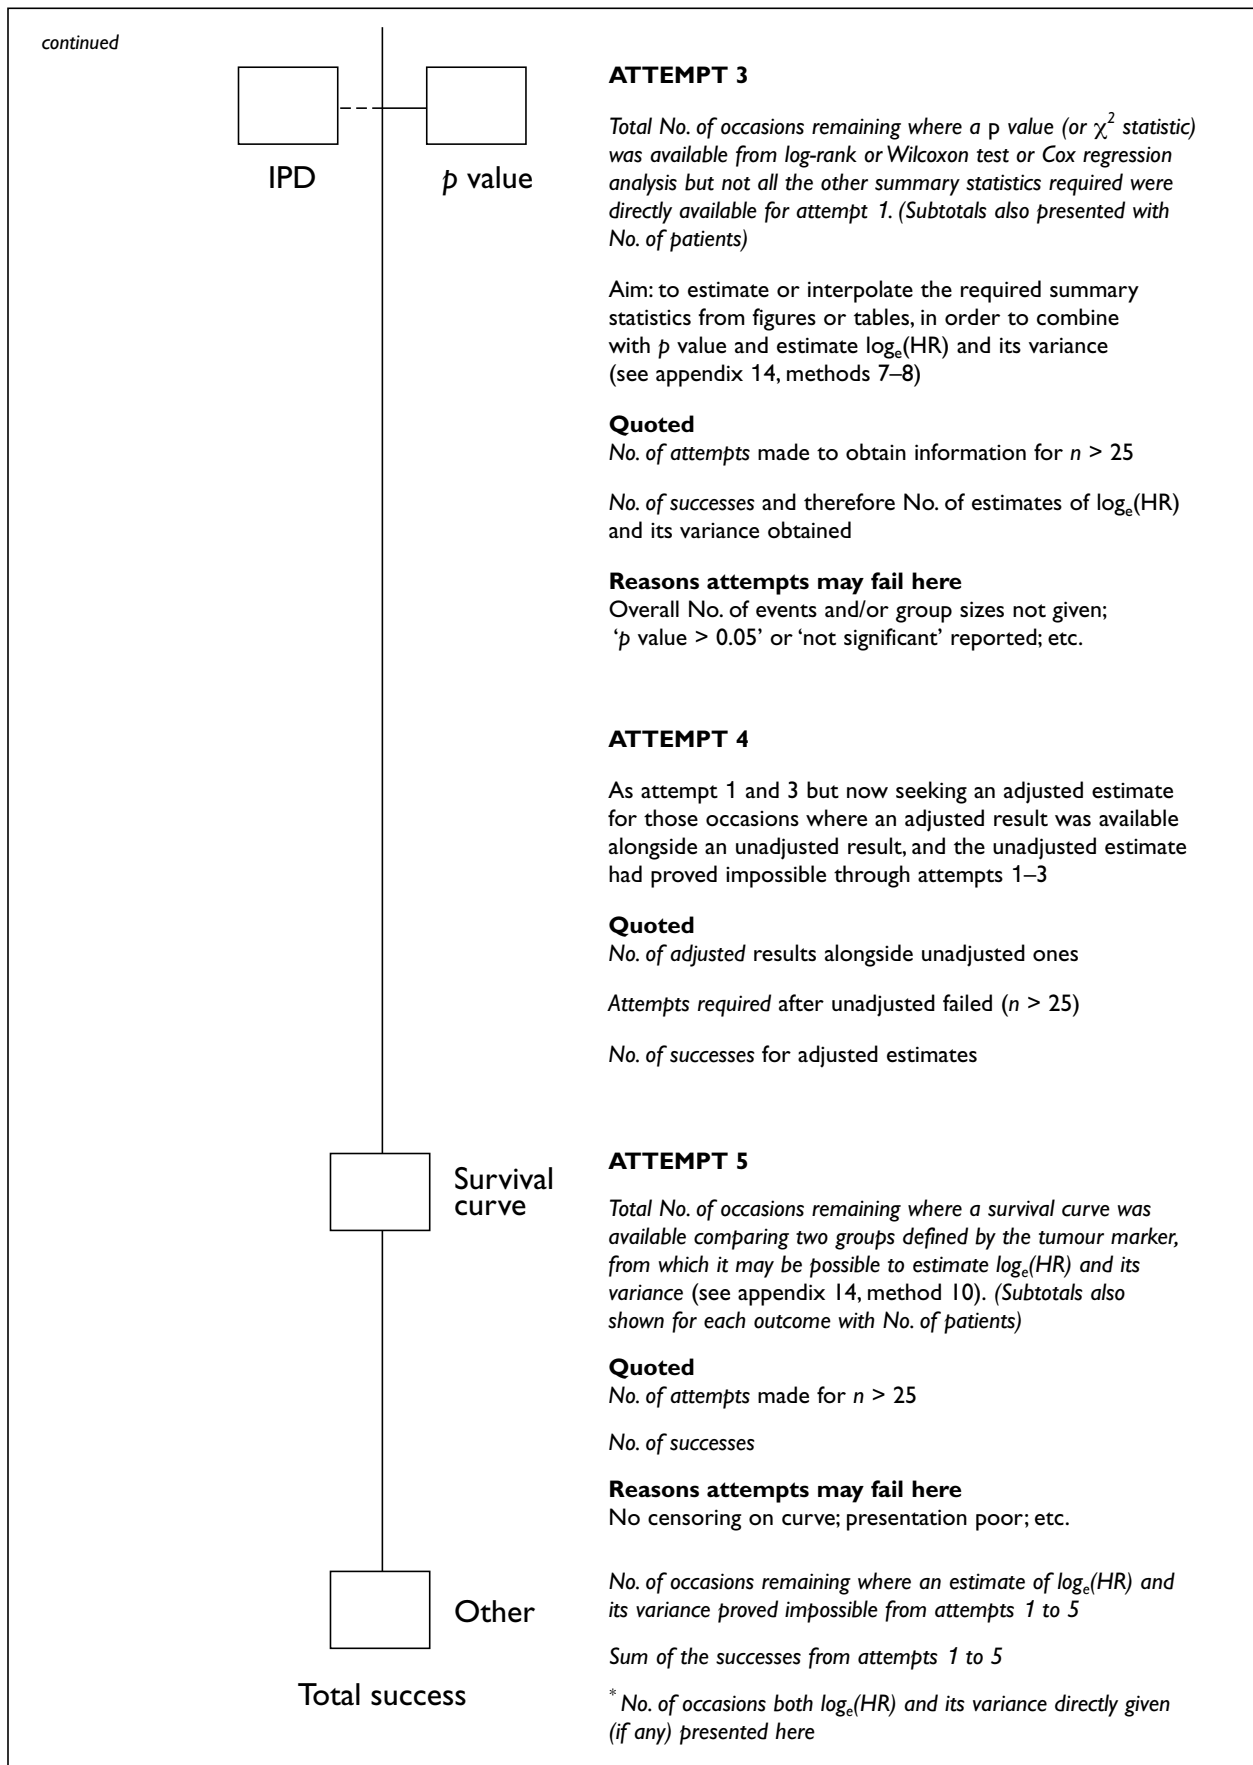 continued
IPD
p value
ATTEMPT 3
Total No. of occasions remaining where a p value (or χ² statistic)
was available from log-rank or Wilcoxon test or Cox regression
analysis but not all the other summary statistics required were
directly available for attempt 1. (Subtotals also presented with
No. of patients)
Aim: to estimate or interpolate the required summary
statistics from figures or tables, in order to combine
with p value and estimate logₑ(HR) and its variance
(see appendix 14, methods 7–8)
Quoted
No. of attempts made to obtain information for n > 25
No. of successes and therefore No. of estimates of logₑ(HR)
and its variance obtained
Reasons attempts may fail here
Overall No. of events and/or group sizes not given;
‘p value > 0.05’ or ‘not significant’ reported; etc.
ATTEMPT 4
As attempt 1 and 3 but now seeking an adjusted estimate
for those occasions where an adjusted result was available
alongside an unadjusted result, and the unadjusted estimate
had proved impossible through attempts 1–3
Quoted
No. of adjusted results alongside unadjusted ones
Attempts required after unadjusted failed (n > 25)
No. of successes for adjusted estimates
Survival
curve
ATTEMPT 5
Total No. of occasions remaining where a survival curve was
available comparing two groups defined by the tumour marker,
from which it may be possible to estimate logₑ(HR) and its
variance (see appendix 14, method 10). (Subtotals also
shown for each outcome with No. of patients)
Quoted
No. of attempts made for n > 25
No. of successes
Reasons attempts may fail here
No censoring on curve; presentation poor; etc.
Other
No. of occasions remaining where an estimate of logₑ(HR) and
its variance proved impossible from attempts 1 to 5
Total success
Sum of the successes from attempts 1 to 5
* No. of occasions both logₑ(HR) and its variance directly given
(if any) presented here